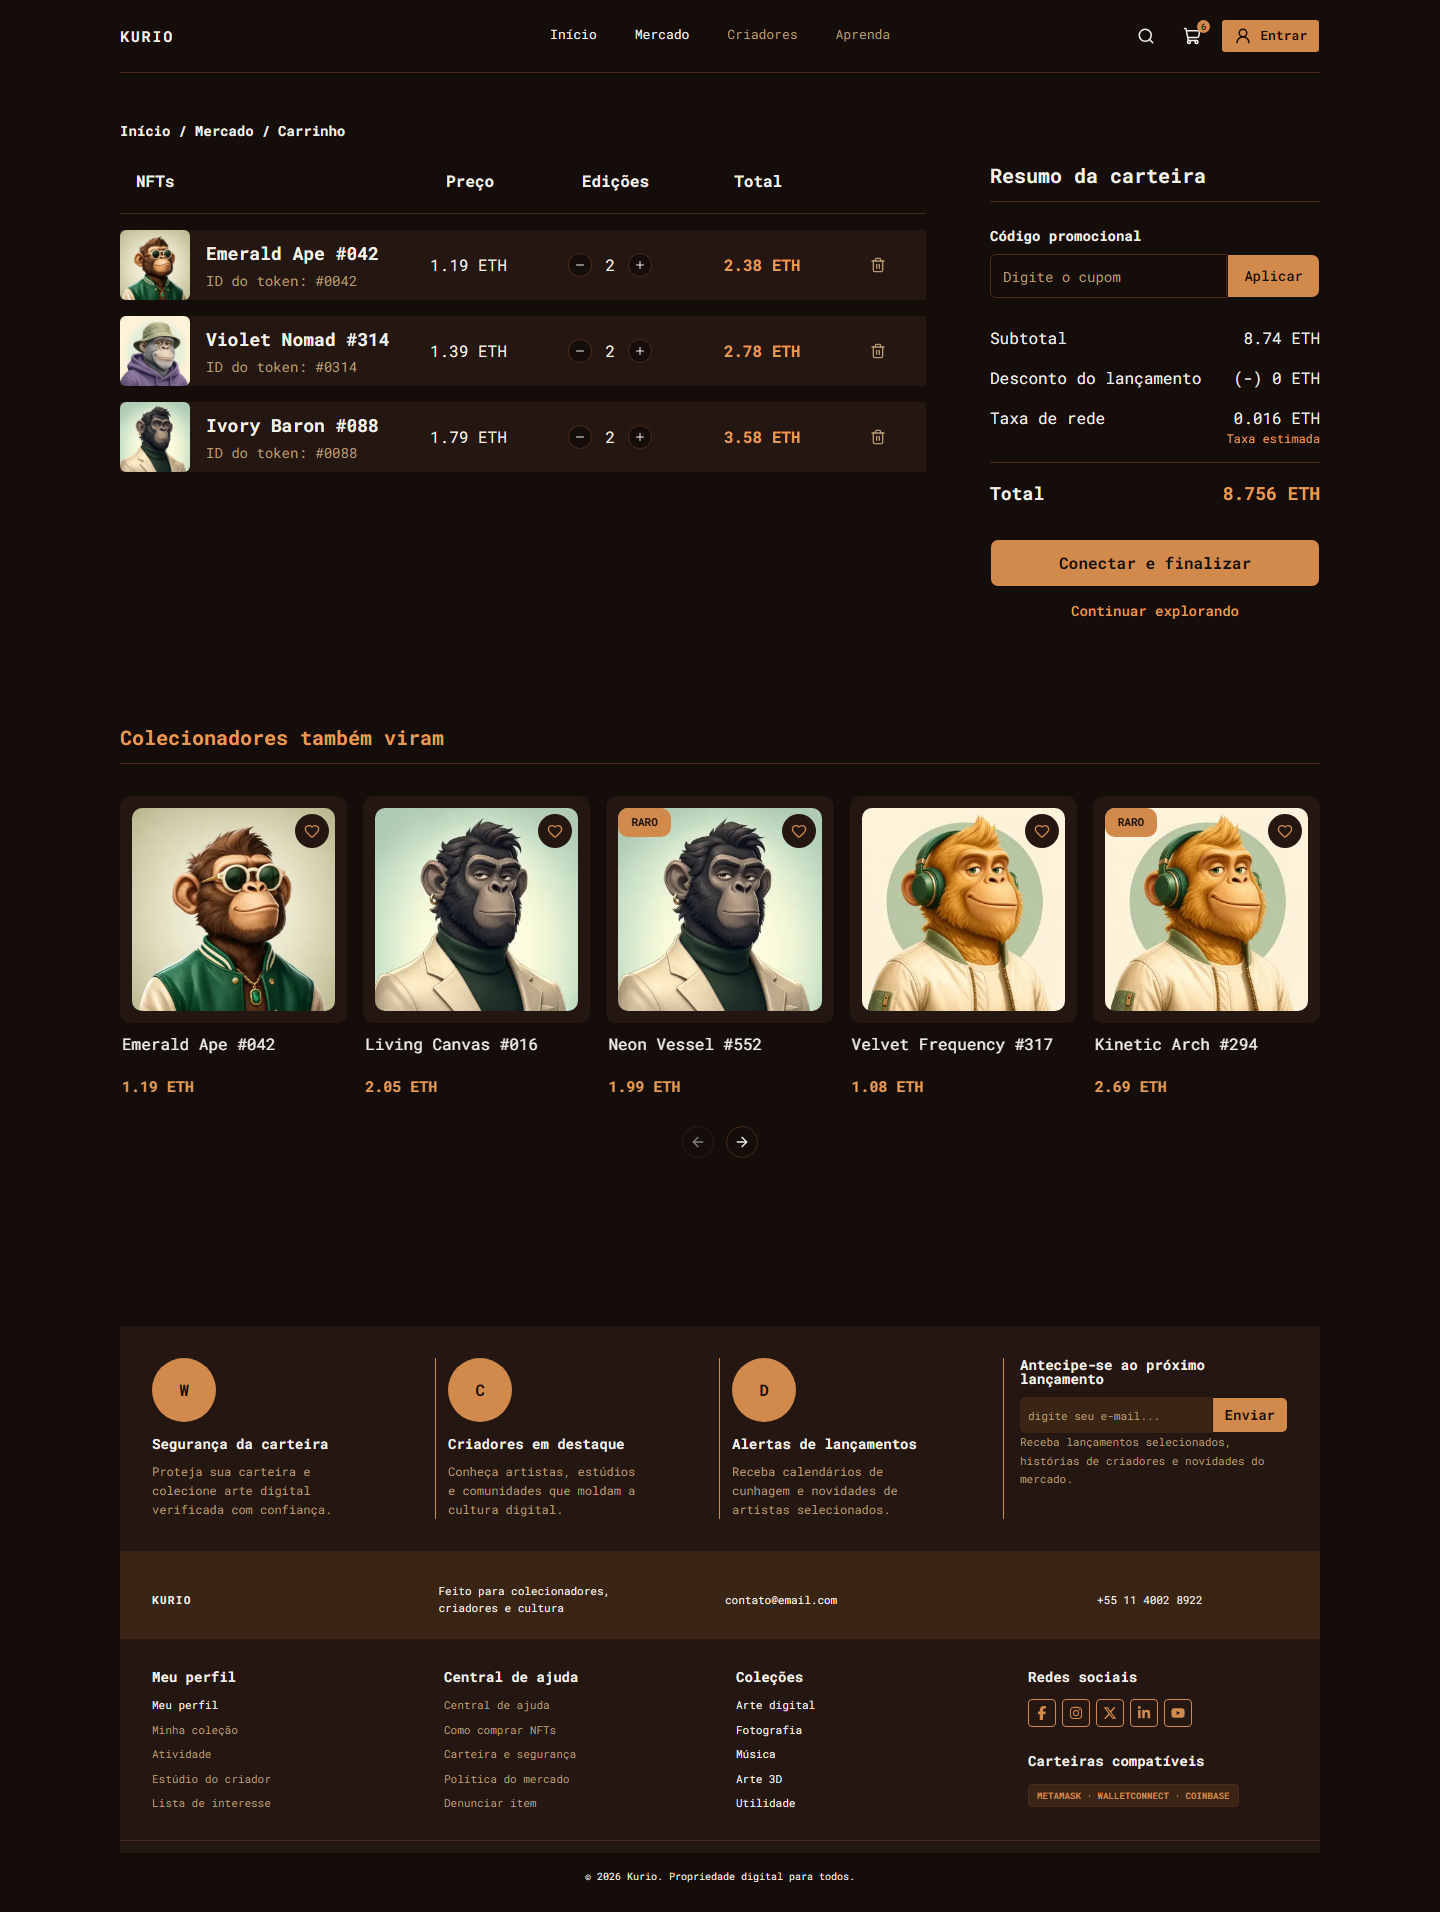 KURIO
Início
Mercado
Criadores
Aprenda
6
Entrar
Início / Mercado / Carrinho
NFTs
Preço
Edições
Total
Emerald Ape #042
ID do token: #0042
1.19 ETH
2
2.38 ETH
Violet Nomad #314
ID do token: #0314
1.39 ETH
2
2.78 ETH
Ivory Baron #088
ID do token: #0088
1.79 ETH
2
3.58 ETH
Resumo da carteira
Código promocional
Digite o cupom
Aplicar
Subtotal
8.74 ETH
Desconto do lançamento
(-) 0 ETH
Taxa de rede
0.016 ETH
Taxa estimada
Total
8.756 ETH
Conectar e finalizar
Continuar explorando
Colecionadores também viram
Emerald Ape #042
1.19 ETH
Living Canvas #016
2.05 ETH
RARO
Neon Vessel #552
1.99 ETH
Velvet Frequency #317
1.08 ETH
RARO
Kinetic Arch #294
2.69 ETH
W
Segurança da carteira
Proteja sua carteira e
colecione arte digital
verificada com confiança.
C
Criadores em destaque
Conheça artistas, estúdios
e comunidades que moldam a
cultura digital.
D
Alertas de lançamentos
Receba calendários de
cunhagem e novidades de
artistas selecionados.
Antecipe-se ao próximo
lançamento
digite seu e-mail...
Enviar
Receba lançamentos selecionados,
histórias de criadores e novidades do
mercado.
KURIO
Feito para colecionadores,
criadores e cultura
contato@email.com
+55 11 4002 8922
Meu perfil
Meu perfil
Minha coleção
Atividade
Estúdio do criador
Lista de interesse
Central de ajuda
Central de ajuda
Como comprar NFTs
Carteira e segurança
Política do mercado
Denunciar item
Coleções
Arte digital
Fotografia
Música
Arte 3D
Utilidade
Redes sociais
Carteiras compatíveis
METAMASK · WALLETCONNECT · COINBASE
© 2026 Kurio. Propriedade digital para todos.